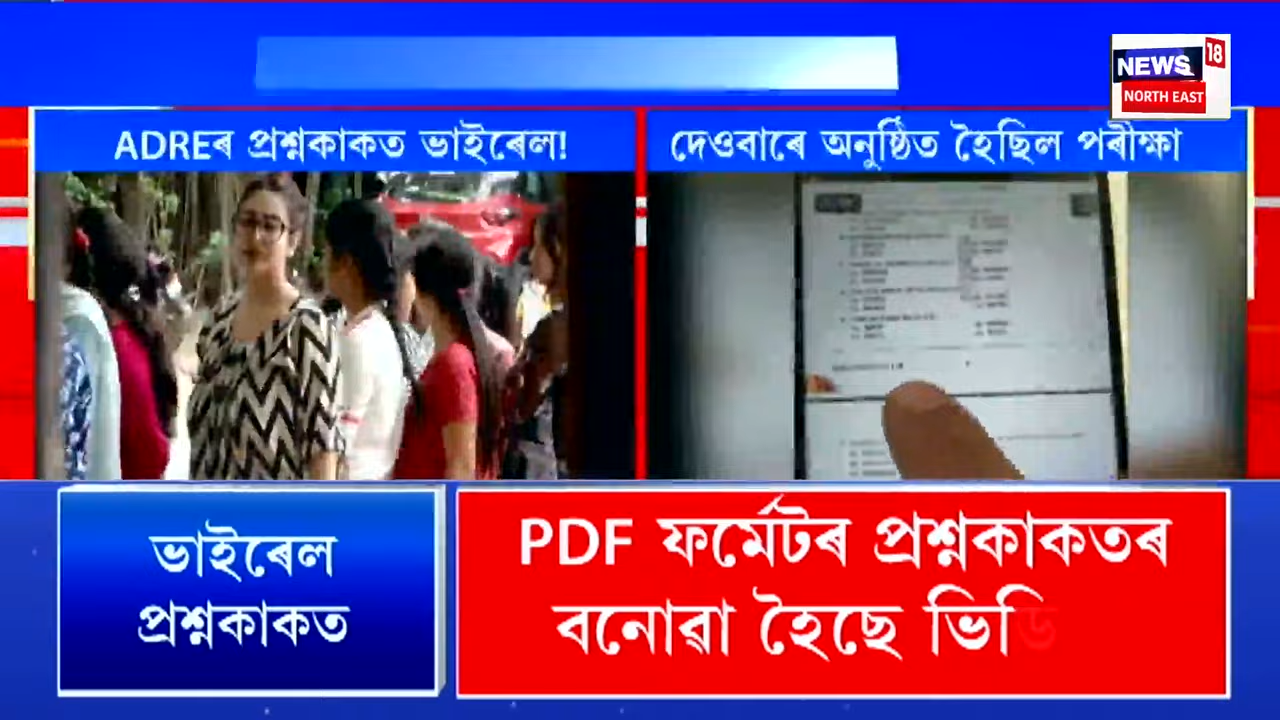 NEWS 18
NORTH EAST
ADREৰ প্ৰশ্নকাকত ভাইৰেল!
দেওবাৰে অনুষ্ঠিত হৈছিল পৰীক্ষা
ভাইৰেল
প্ৰশ্নকাকত
PDF ফৰ্মেটৰ প্ৰশ্নকাকতৰ
বনোৱা হৈছে ভিডি